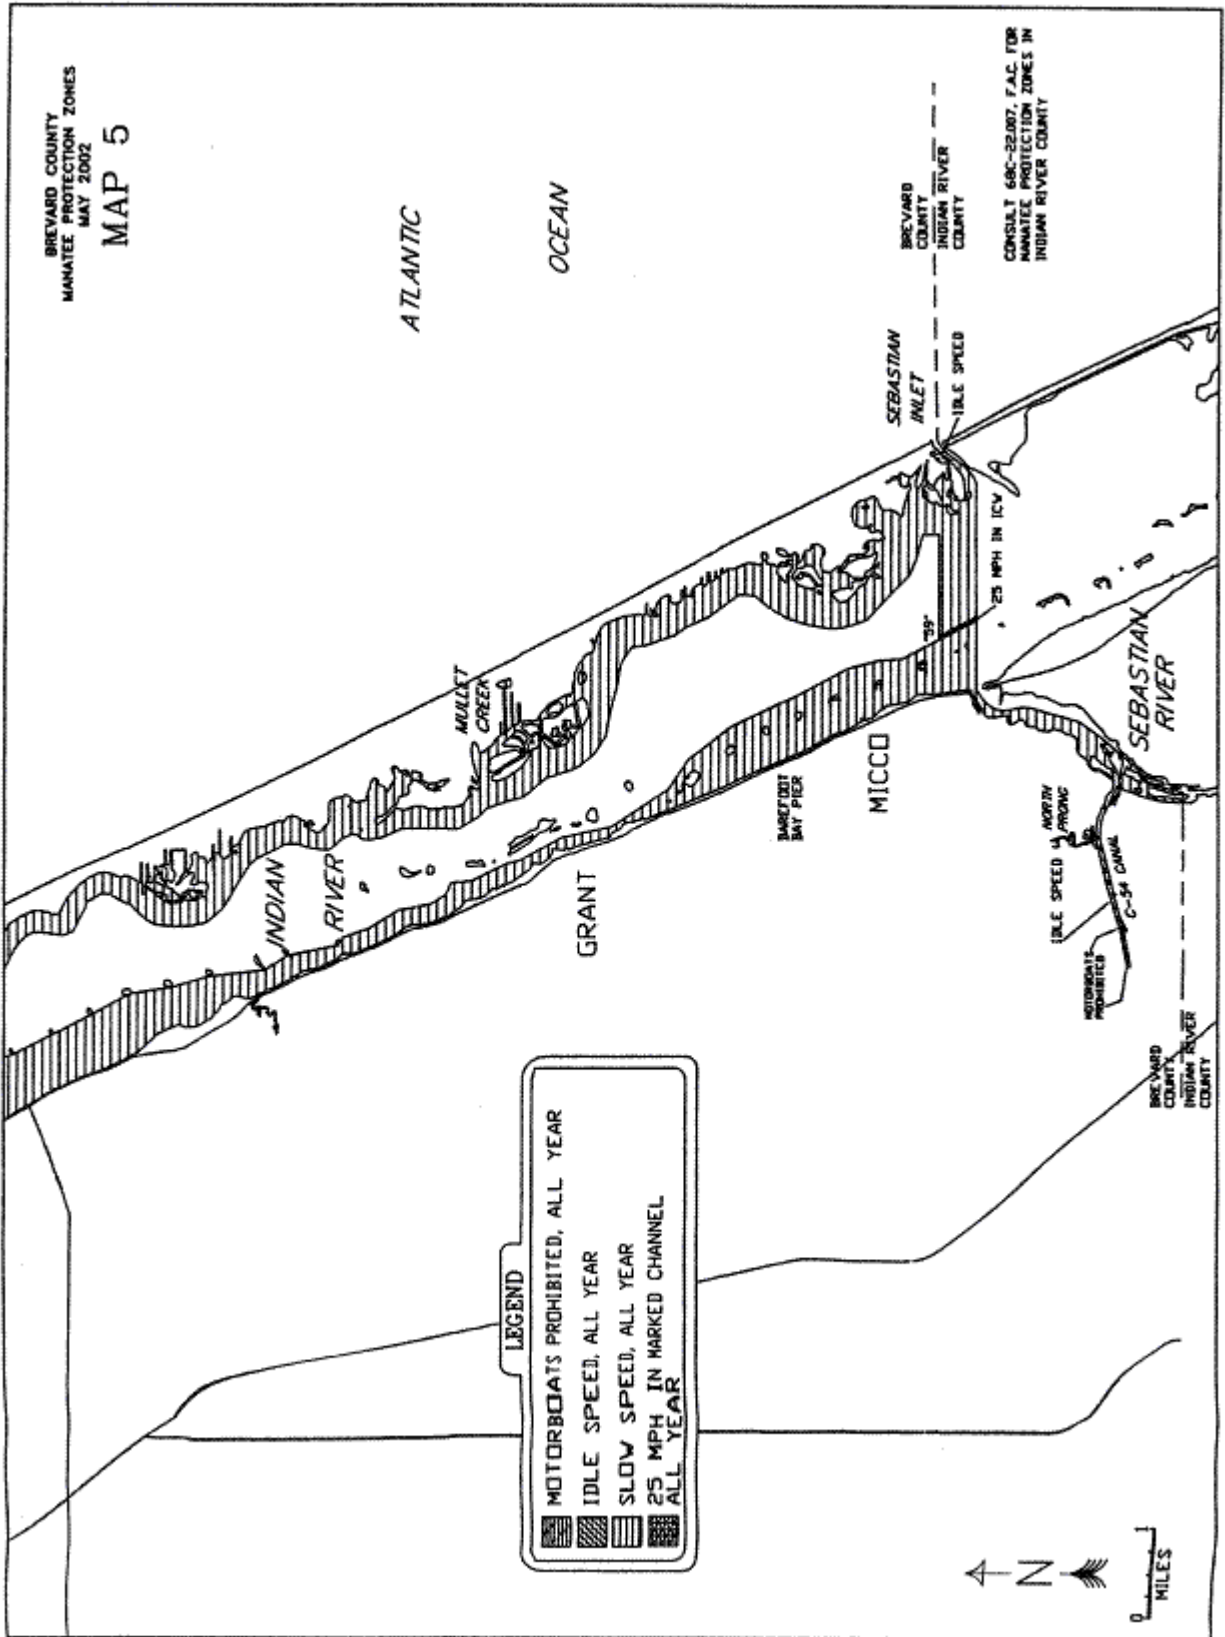 BREVARD COUNTY
MANATEE PROTECTION ZONES
MAY 2002
MAP 5
ATLANTIC
OCEAN
BREVARD
COUNTY
INDIAN RIVER
COUNTY
CONSULT 68C-22.007, F.A.C. FOR
MANATEE PROTECTION ZONES IN
INDIAN RIVER COUNTY
SEBASTIAN
INLET
IDLE SPEED
25 MPH IN ICW
"59"
MULLET
CREEK
INDIAN
RIVER
GRANT
BAREFOOT
BAY PIER
MICCO
SEBASTIAN
RIVER
NORTH
PRONG
IDLE SPEED
C-54 CANAL
MOTORBOATS
PROHIBITED
BREVARD
COUNTY
INDIAN RIVER
COUNTY
LEGEND
MOTORBOATS PROHIBITED, ALL YEAR
IDLE SPEED, ALL YEAR
SLOW SPEED, ALL YEAR
25 MPH IN MARKED CHANNEL
ALL YEAR
N
0 1
MILES